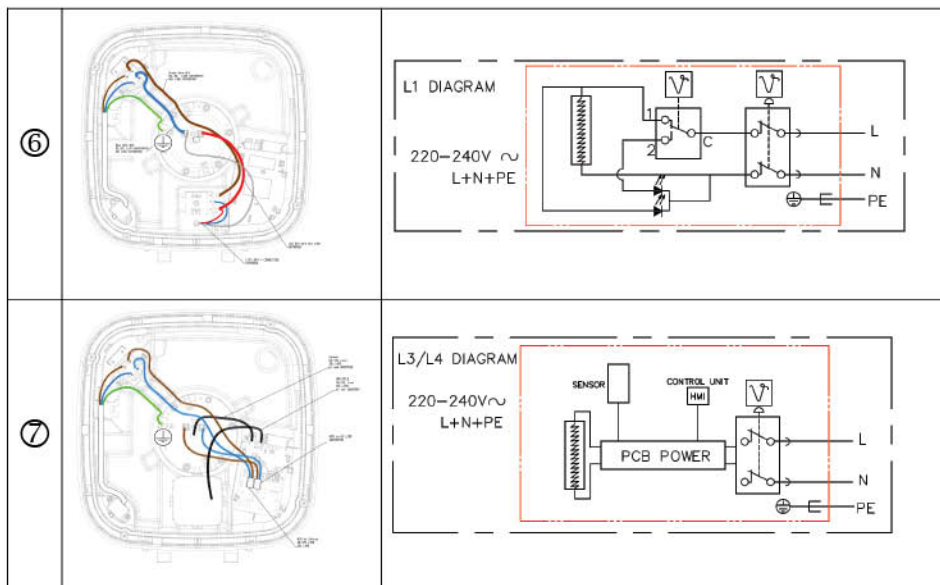 ⑥
L1 DIAGRAM
220-240V ~
L+N+PE
1
2
C
L
N
PE
⑦
L3/L4 DIAGRAM
220-240V~
L+N+PE
SENSOR
CONTROL UNIT
HMI
PCB POWER
L
N
PE